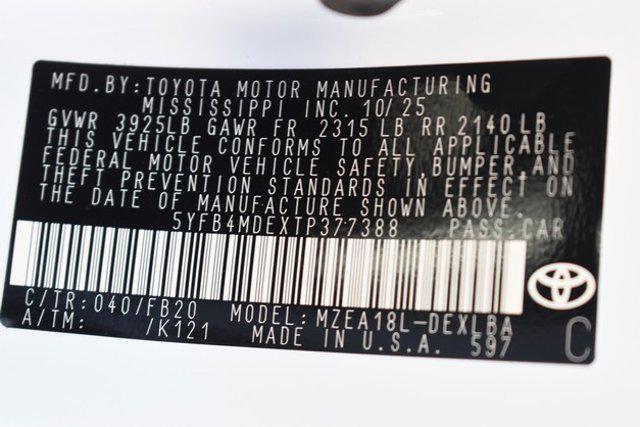 MFD.BY:TOYOTA MOTOR MANUFACTURING
MISSISSIPPI INC. 10/25
GVWR 3925LB GAWR FR 2315 LB RR 2140LB
THIS VEHICLE CONFORMS TO ALL APPLICABLE
FEDERAL MOTOR VEHICLE SAFETY,BUMPER,AND
THEFT PREVENTION STANDARDS IN EFFECT ON
THE DATE OF MANUFACTURE SHOWN ABOVE.
5YFB4MDEXTP377388 PASS.CAR
C/TR:040/FB20 MODEL:MZEA18L-DEXLBA
A/TM: /K121 MADE IN U.S.A. 597
C